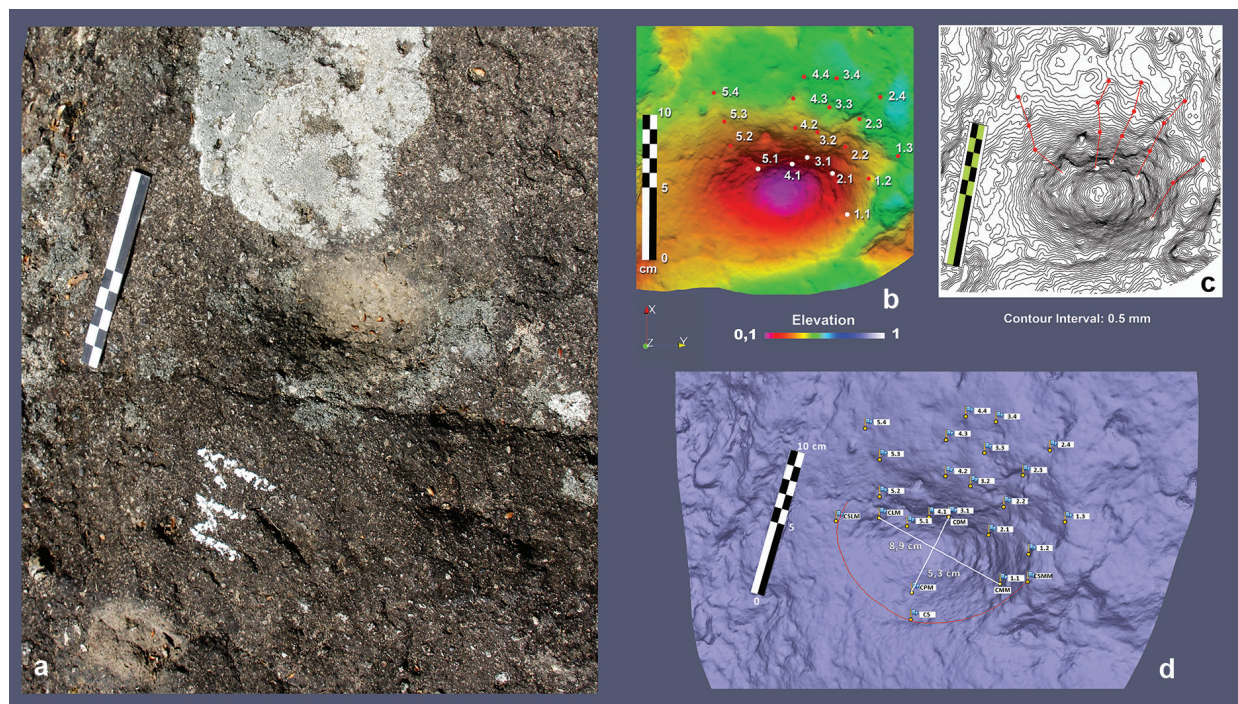 a
10
5
0
cm
4.4
3.4
5.4
4.3
3.3
2.4
5.3
4.2
2.3
5.2
3.2
2.2
1.3
5.1
3.1
4.1
2.1
1.2
1.1
b
c
X
Z
Y
Elevation
0,1
1
Contour Interval: 0.5 mm
10 cm
5
0
4.4
3.4
5.4
4.3
3.3
2.4
5.3
4.2
3.2
2.3
5.2
2.2
CSLM
CLM
5.1
4.1
3.1
CDM
1.3
2.1
8,9 cm
1.2
5,3 cm
1.1
CSMM
CPM
CMM
CS
d